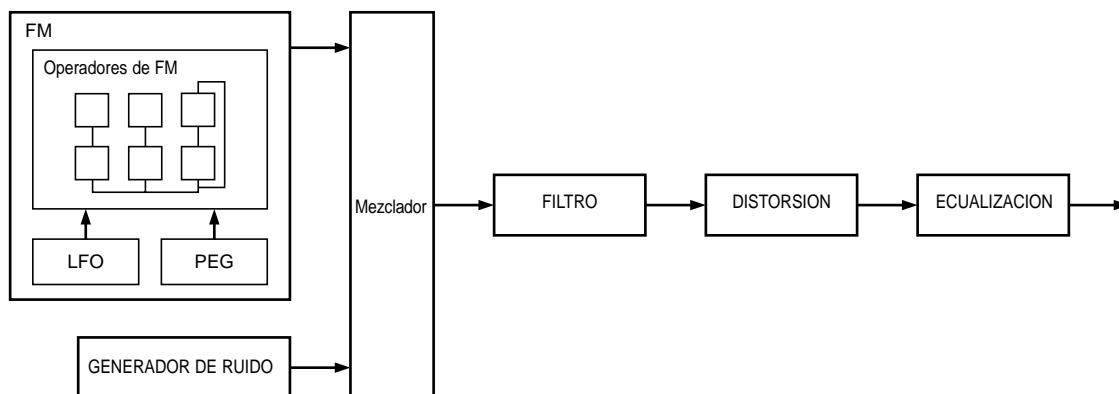 FM
Operadores de FM
LFO
PEG
GENERADOR DE RUIDO
Mezclador
FILTRO
DISTORSION
ECUALIZACION